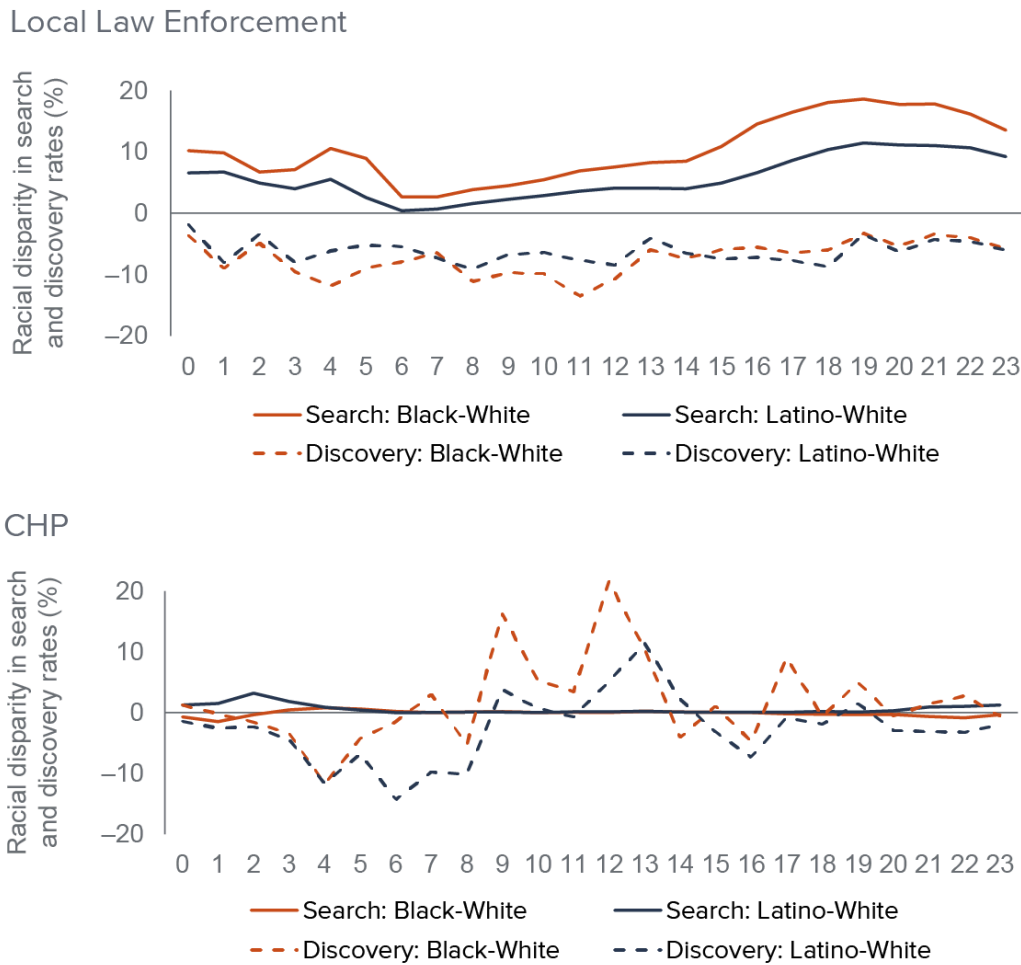 Local Law Enforcement
Racial disparity in search
and discovery rates (%)
20
10
0
–10
–20
0 1 2 3 4 5 6 7 8 9 10 11 12 13 14 15 16 17 18 19 20 21 22 23
Search: Black-White Search: Latino-White
Discovery: Black-White Discovery: Latino-White
CHP
Racial disparity in search
and discovery rates (%)
20
10
0
–10
–20
0 1 2 3 4 5 6 7 8 9 10 11 12 13 14 15 16 17 18 19 20 21 22 23
Search: Black-White Search: Latino-White
Discovery: Black-White Discovery: Latino-White